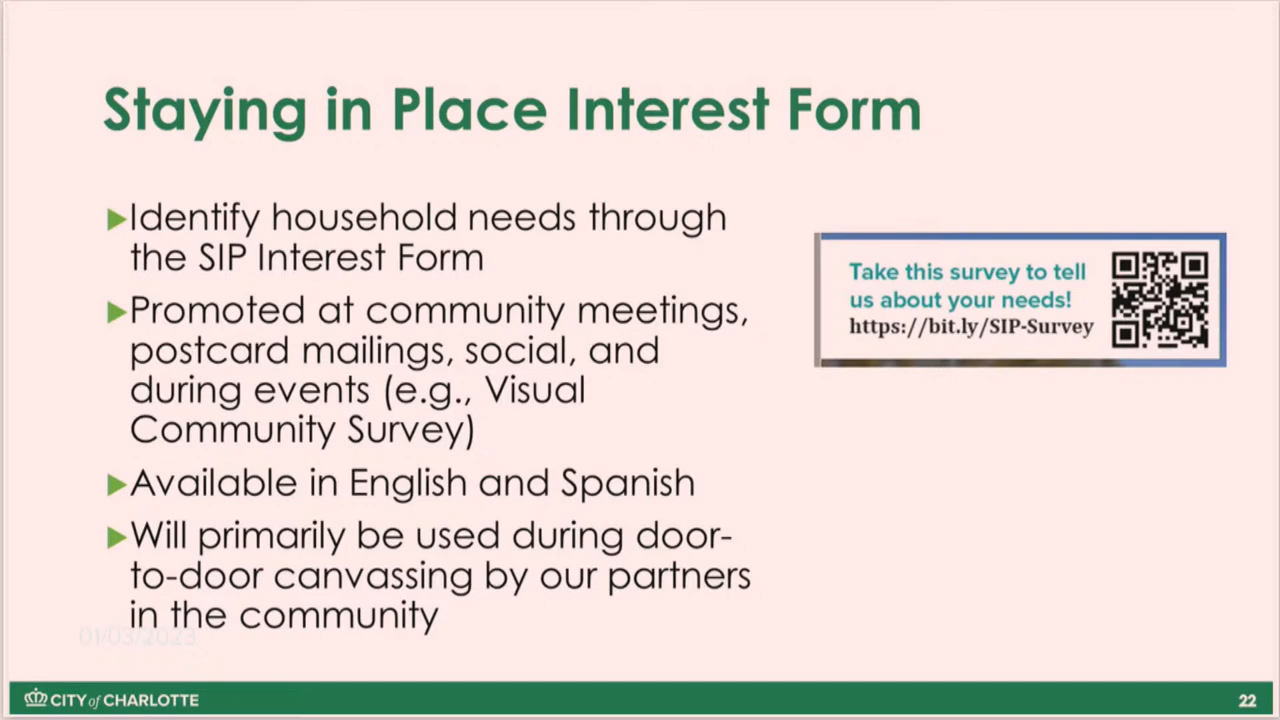 Staying in Place Interest Form
Identify household needs through
the SIP Interest Form
Promoted at community meetings,
postcard mailings, social, and
during events (e.g., Visual
Community Survey)
Available in English and Spanish
Will primarily be used during door-
to-door canvassing by our partners
in the community
Take this survey to tell
us about your needs!
https://bit.ly/SIP-Survey
01/03/2023
CITY of CHARLOTTE
22